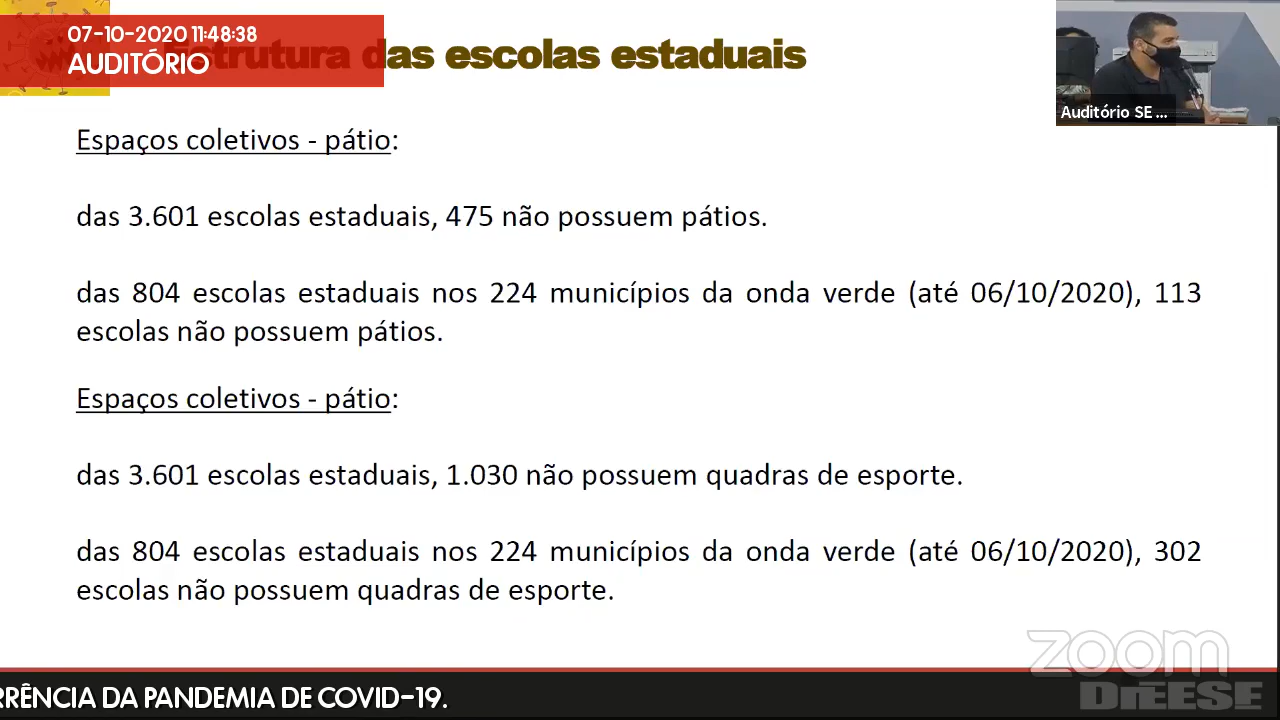 07-10-2020 11:48:38
AUDITÓRIO
Estrutura das escolas estaduais
Auditório SE ...
Espaços coletivos - pátio:
das 3.601 escolas estaduais, 475 não possuem pátios.
das 804 escolas estaduais nos 224 municípios da onda verde (até 06/10/2020), 113
escolas não possuem pátios.
Espaços coletivos - pátio:
das 3.601 escolas estaduais, 1.030 não possuem quadras de esporte.
das 804 escolas estaduais nos 224 municípios da onda verde (até 06/10/2020), 302
escolas não possuem quadras de esporte.
zoom
DIEESE
RRÊNCIA DA PANDEMIA DE COVID-19.